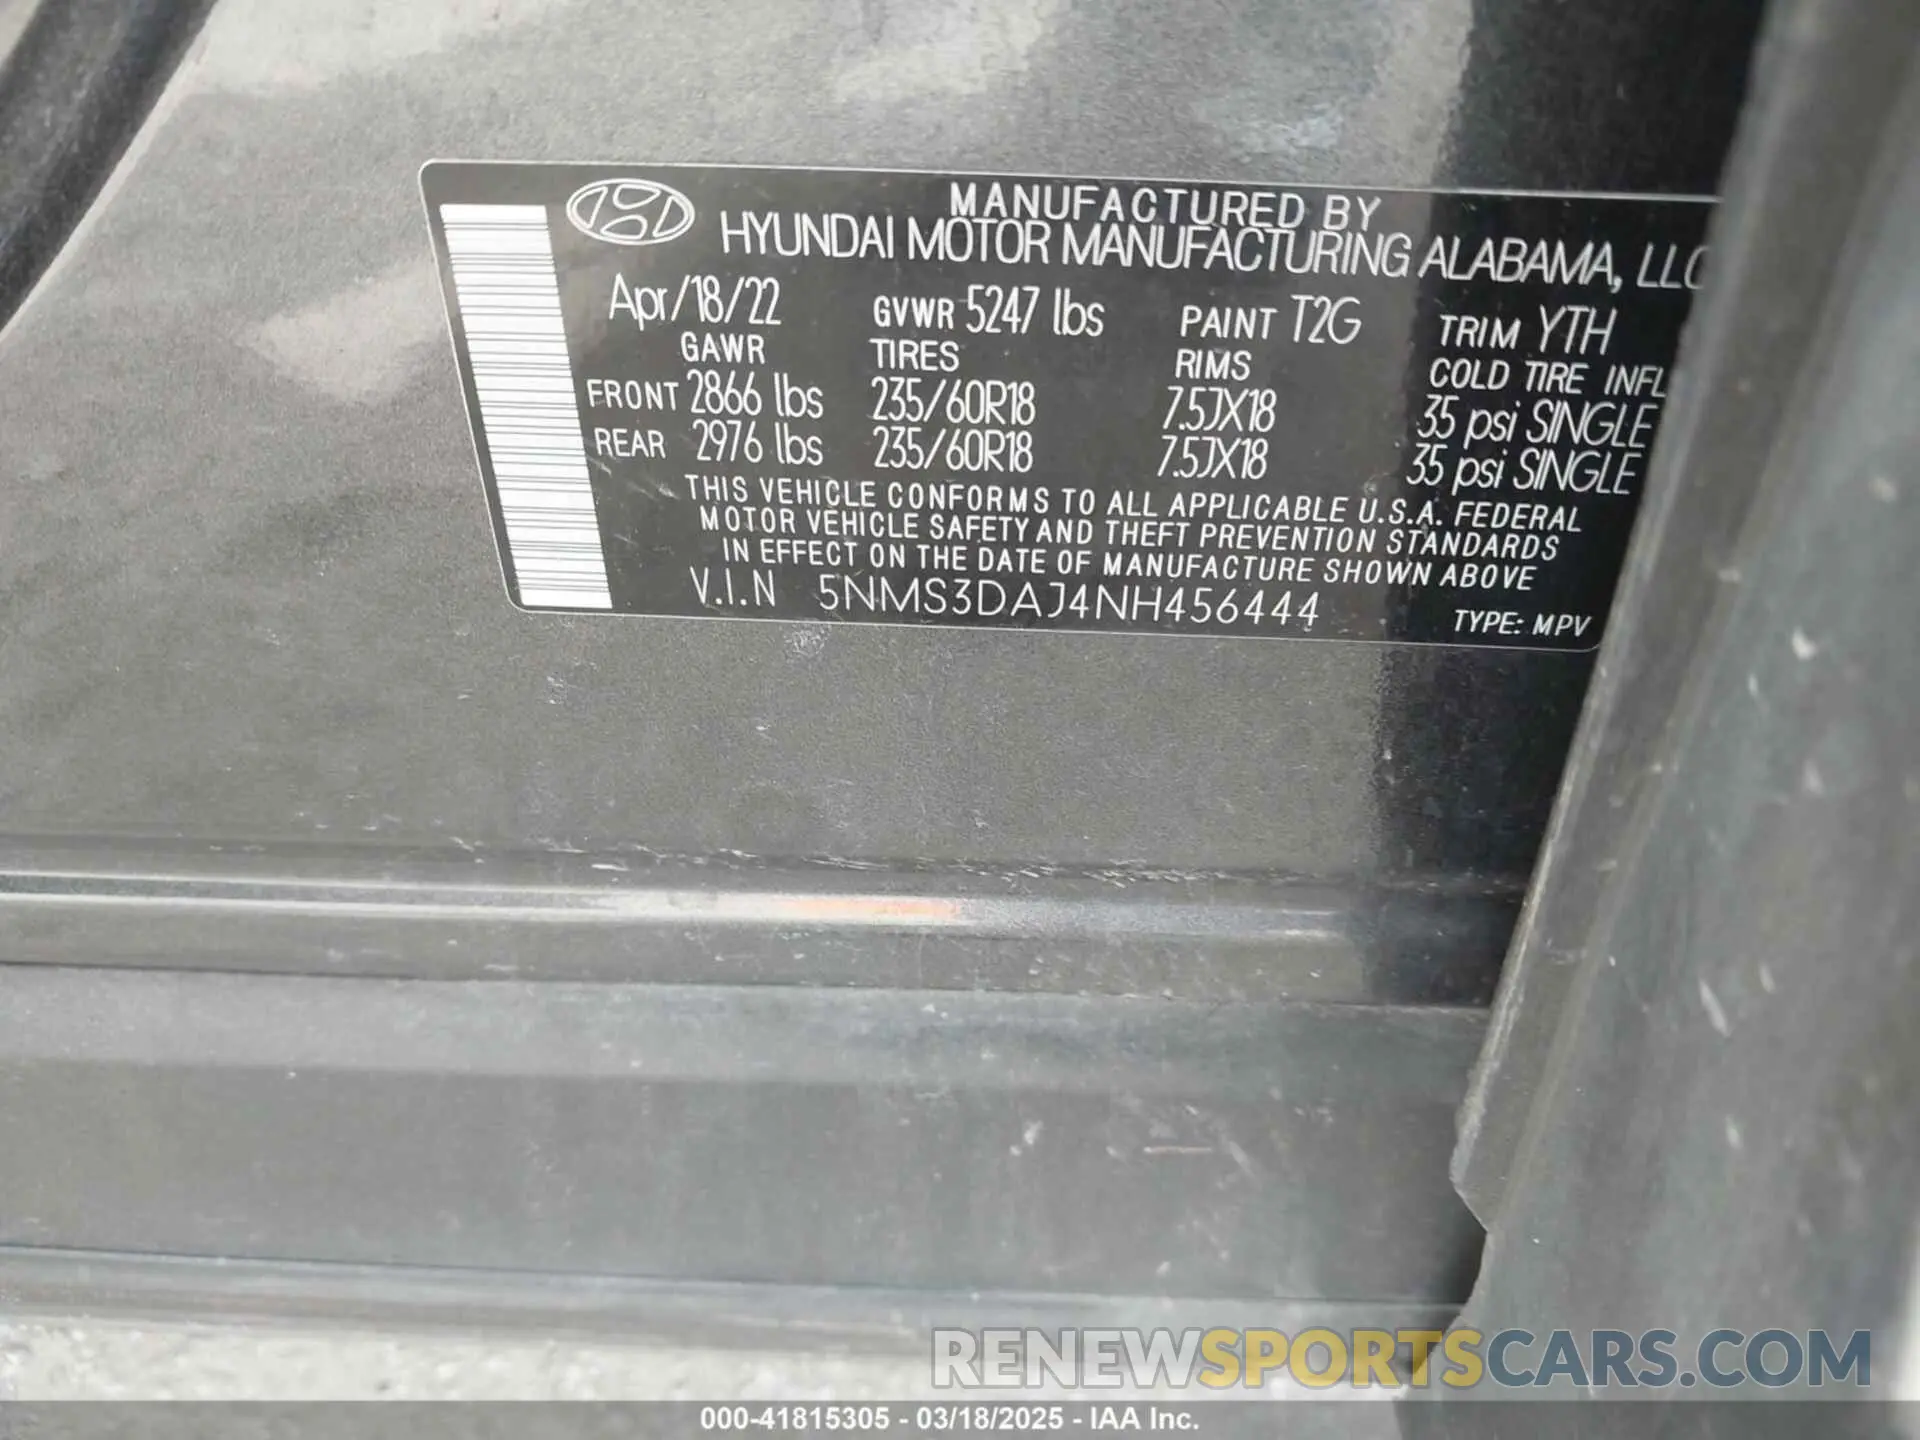 MANUFACTURED BY
HYUNDAI MOTOR MANUFACTURING ALABAMA, LLC
Apr/18/22 GVWR 5247 lbs PAINT T2G TRIM YTH
GAWR TIRES RIMS COLD TIRE INFL
FRONT 2866 lbs 235/60R18 7.5JX18 35 psi SINGLE
REAR 2976 lbs 235/60R18 7.5JX18 35 psi SINGLE
THIS VEHICLE CONFORMS TO ALL APPLICABLE U.S.A. FEDERAL
MOTOR VEHICLE SAFETY AND THEFT PREVENTION STANDARDS
IN EFFECT ON THE DATE OF MANUFACTURE SHOWN ABOVE
V.I.N 5NMS3DAJ4NH456444 TYPE: MPV
RENEWSPORTSCARS.COM
000-41815305 - 03/18/2025 - IAA Inc.